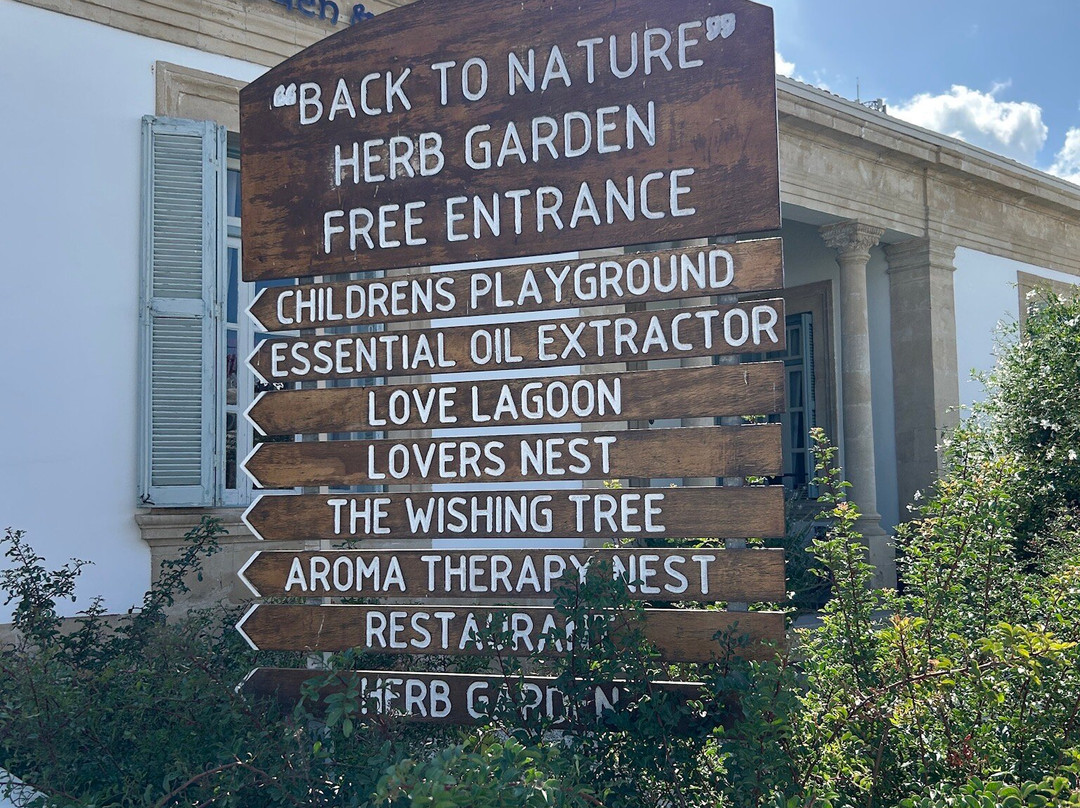 “BACK TO NATURE”
HERB GARDEN
FREE ENTRANCE
CHILDRENS PLAYGROUND
ESSENTIAL OIL EXTRACTOR
LOVE LAGOON
LOVERS NEST
THE WISHING TREE
AROMA THERAPY NEST
RESTAURANT
HERB GARDEN